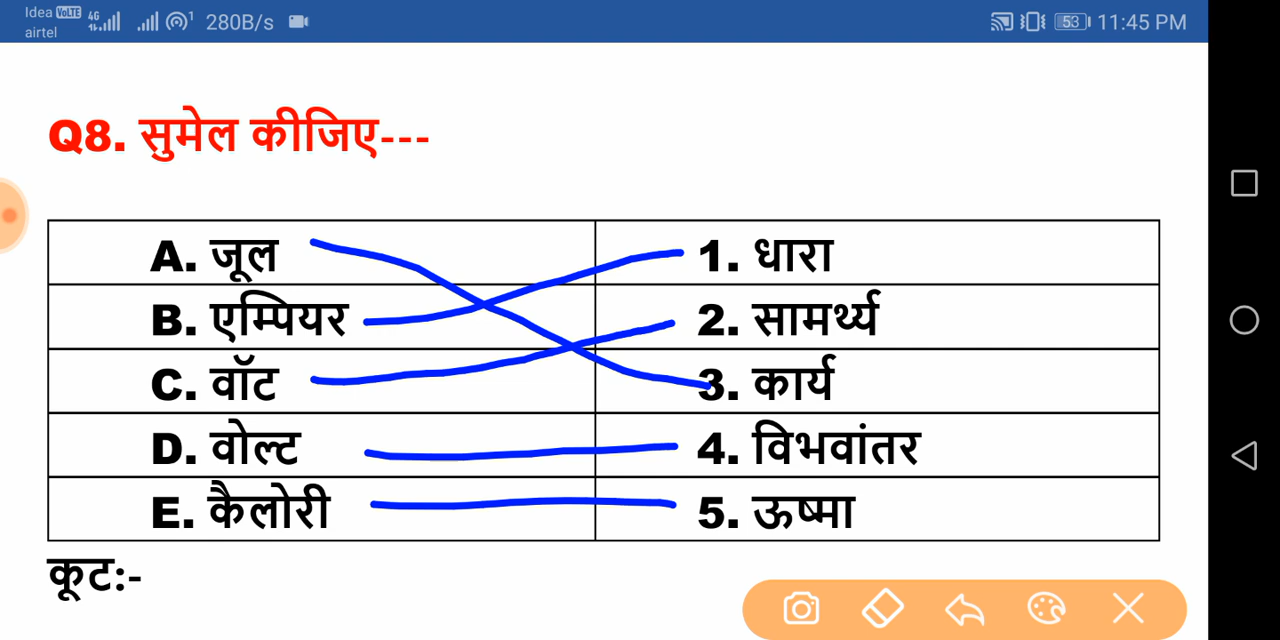 Idea VoLTE 4G 1 280B/s 53 11:45 PM
airtel
Q8. सुमेल कीजिए---
A. जूल 1. धारा
B. एम्पियर 2. सामर्थ्य
C. वॉट 3. कार्य
D. वोल्ट 4. विभवांतर
E. कैलोरी 5. ऊष्मा
कूट:-